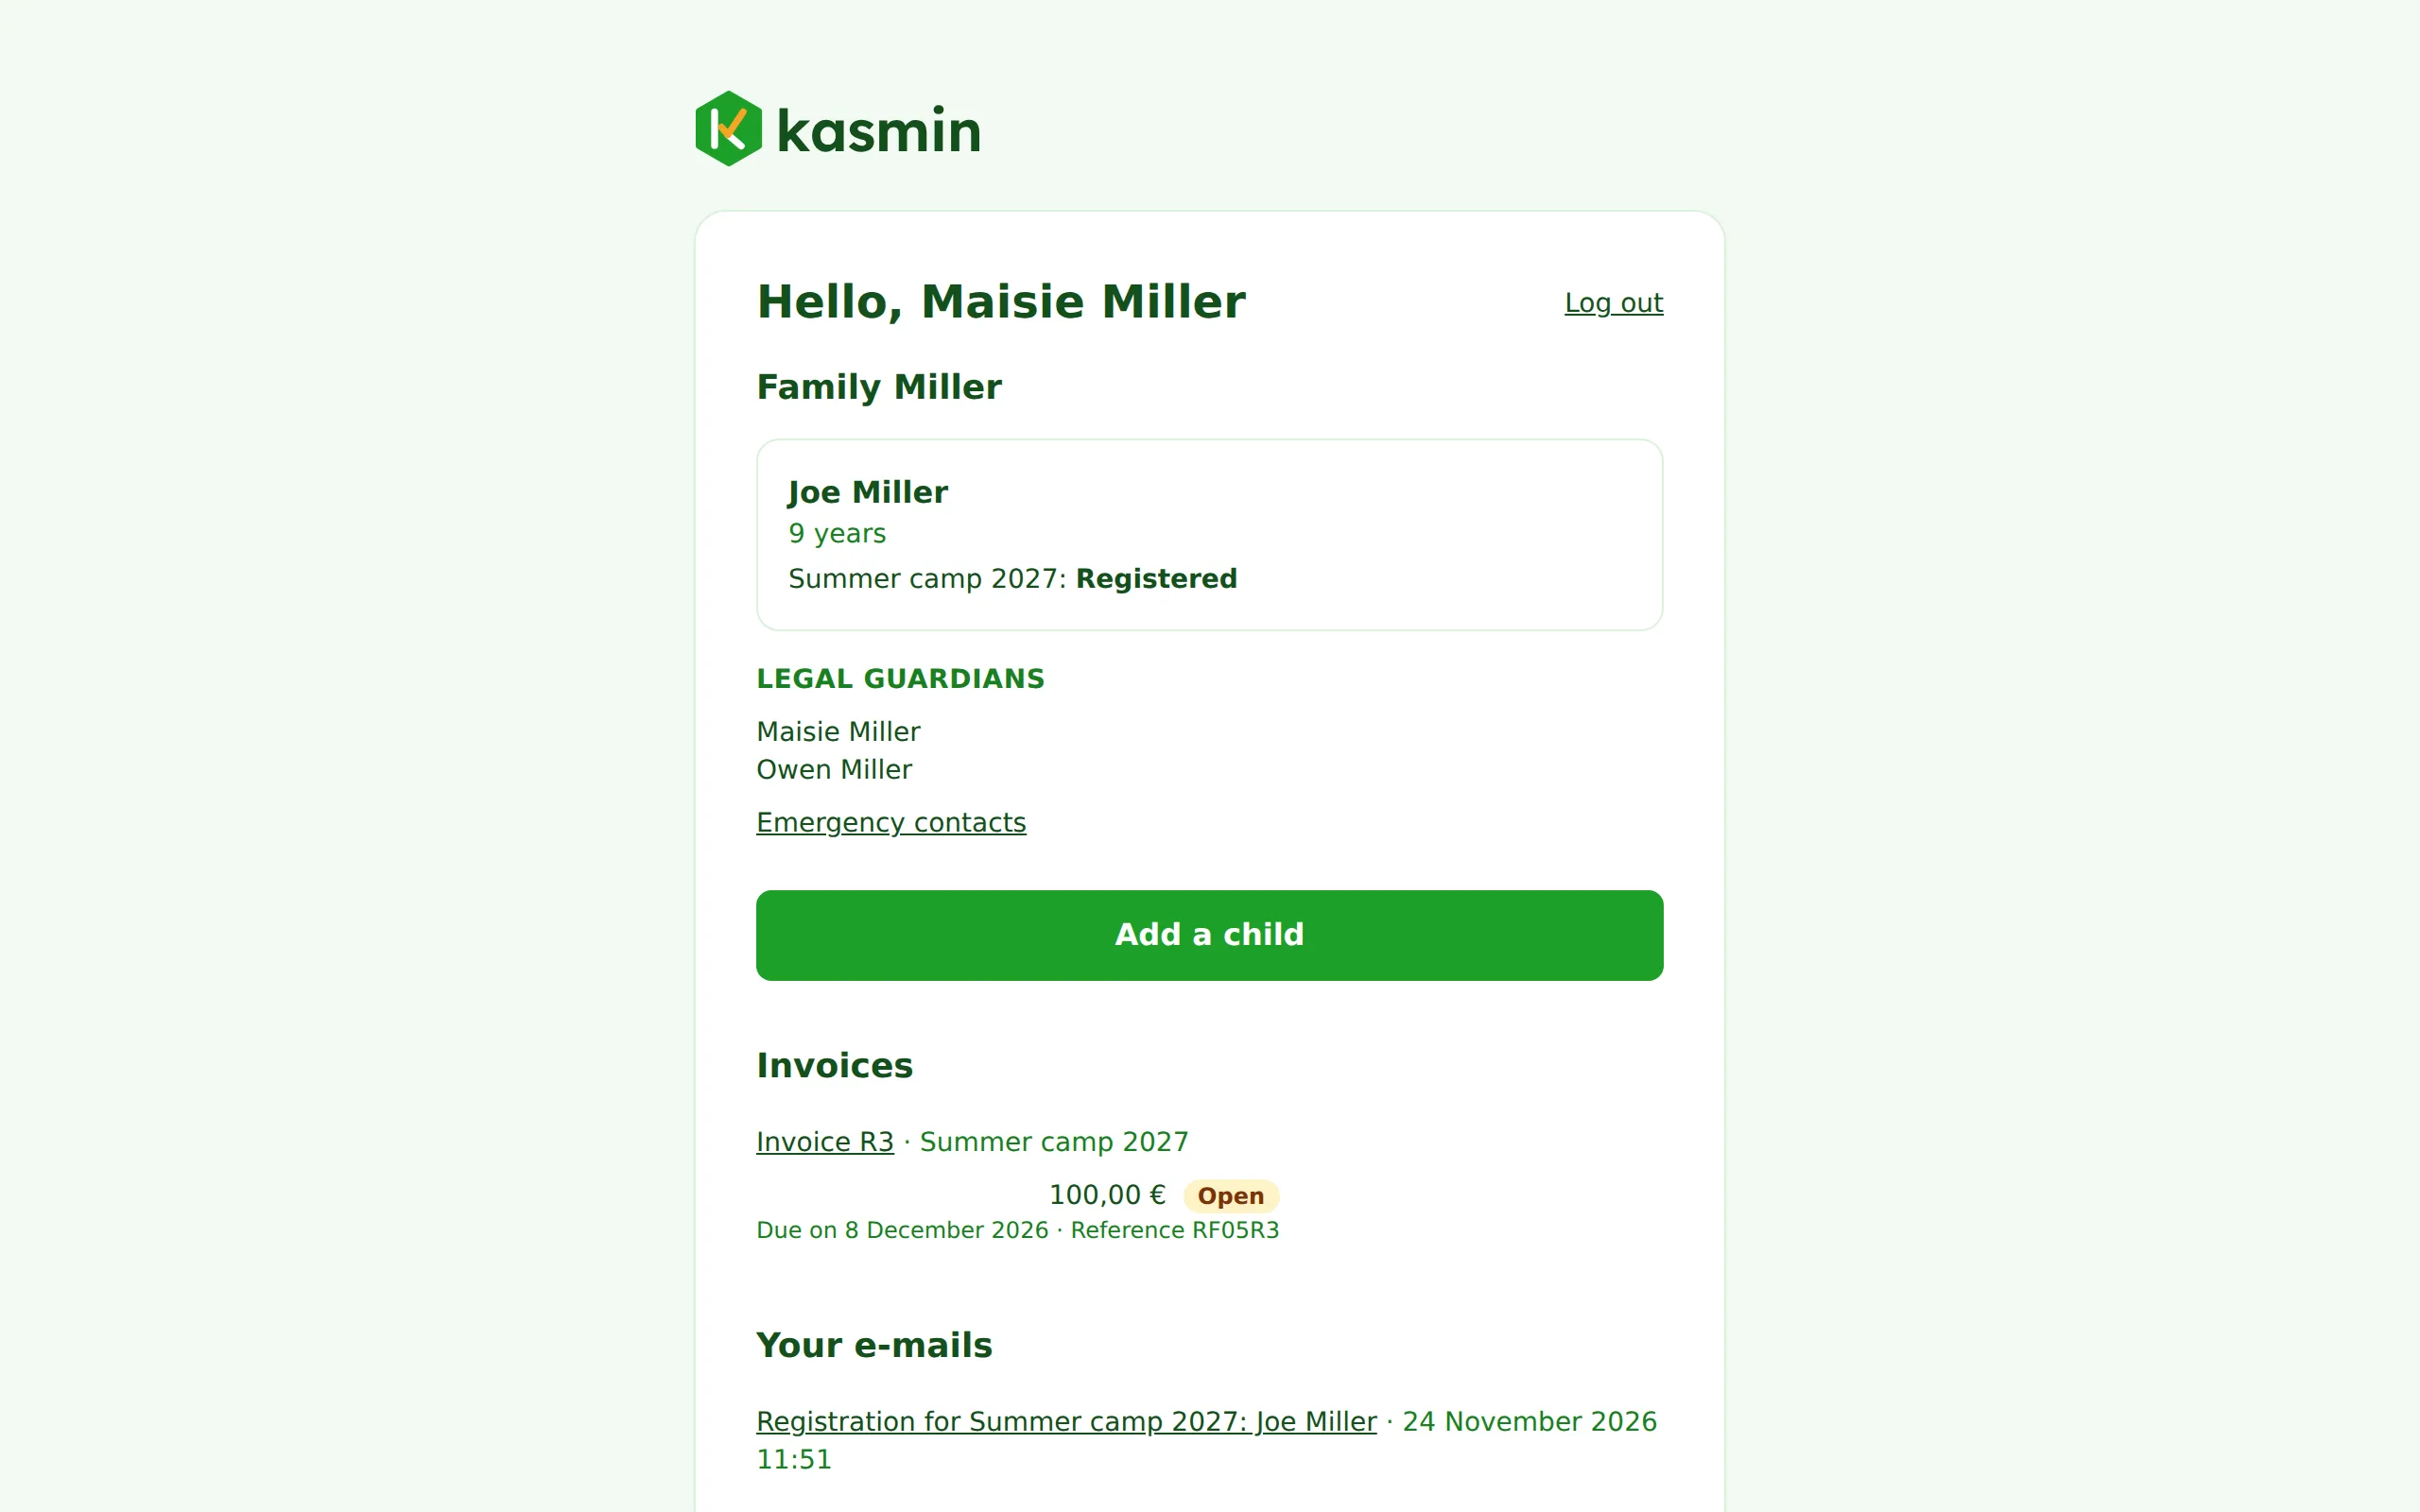 kasmin
Hello, Maisie Miller
Log out
Family Miller
Joe Miller
9 years
Summer camp 2027: Registered
LEGAL GUARDIANS
Maisie Miller
Owen Miller
Emergency contacts
Add a child
Invoices
Invoice R3 · Summer camp 2027
100,00 € Open
Due on 8 December 2026 · Reference RF05R3
Your e-mails
Registration for Summer camp 2027: Joe Miller · 24 November 2026
11:51